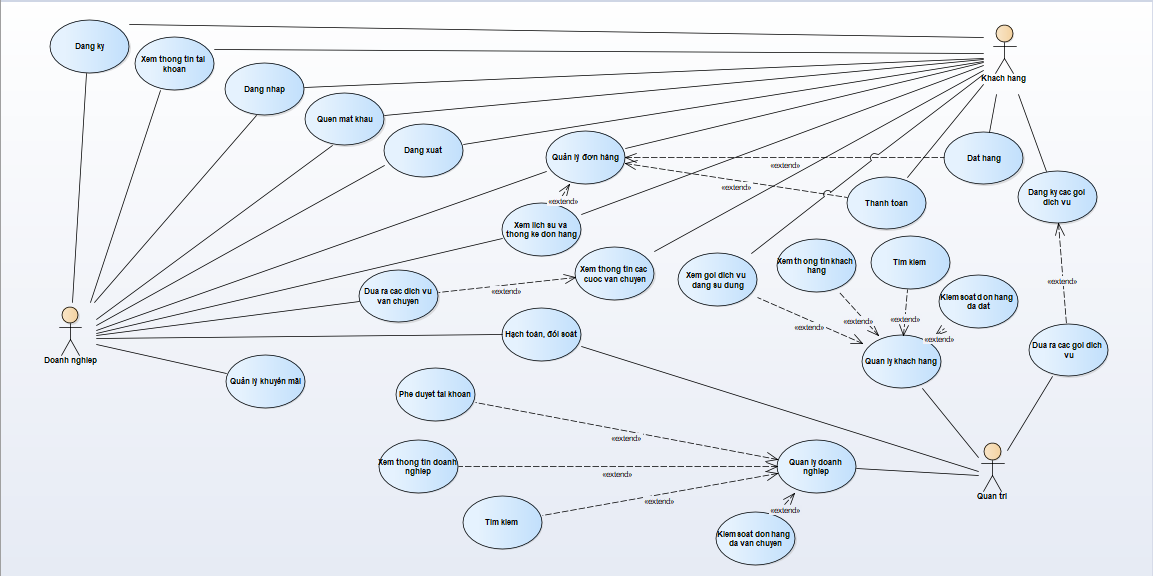 Dang ky
Xem thong tin tai
khoan
Dang nhap
Quen mat khau
Dang xuat
Khach hang
Quản lý đơn hàng
Dat hang
«extend»
«extend»
«extend»
Thanh toan
Dang ky cac goi
dich vu
Xem lich su va
thong ke don hang
Xem thong tin cac
cuoc van chuyen
Xem goi dich vu
dang su dung
Xem thong tin khach
hang
Tim kiem
Kiem soat don hang
da dat
Dua ra cac dich vu
van chuyen
«extend»
«extend»
«extend»
«extend»
«extend»
«extend»
Doanh nghiep
Hạch toán, đối soát
Quan ly khach hang
Dua ra cac goi dich
vu
Quản lý khuyến mãi
Phe duyet tai khoan
«extend»
Xem thong tin doanh
nghiep
«extend»
Quan ly doanh
nghiep
Quan tri
«extend»
Tim kiem
«extend»
Kiem soat don hang
da van chuyen